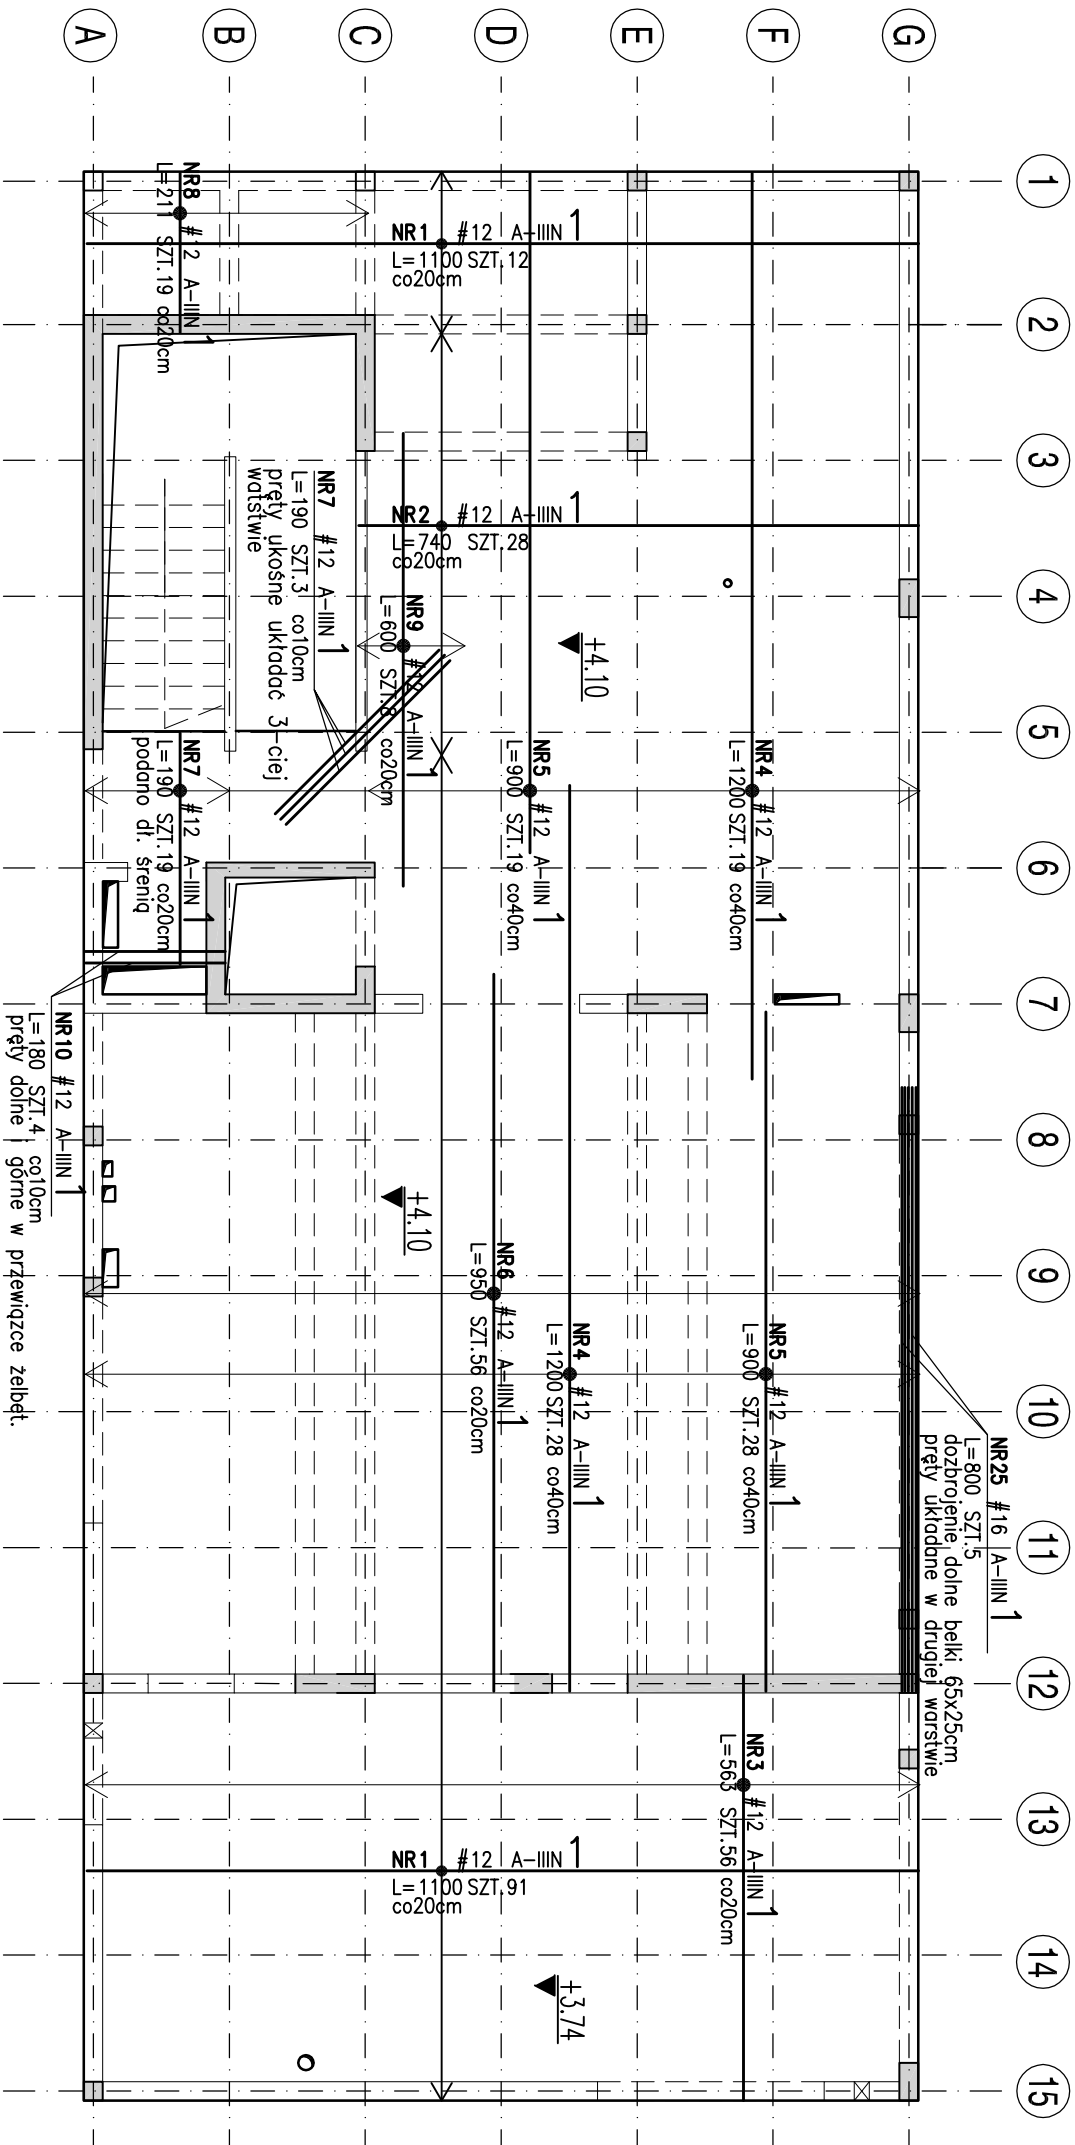 A
B
C
D
E
F
G
1
2
3
4
5
6
7
8
9
10
11
12
13
14
15
NR8 #12 A-IIIN 1
L=211 SZT.19 co20cm
NR1 #12 A-IIIN 1
L=1100 SZT.12
co20cm
NR2 #12 A-IIIN 1
L=740 SZT.28
co20cm
NR7 #12 A-IIIN 1
L=190 SZT.3 co10cm
pręty ukośne układać 3-ciej
watstwie
NR9 #12 A-IIIN 1
L=600 SZT.8 co20cm
+4.10
NR7 #12 A-IIIN 1
L=190 SZT.19 co20cm
podano dł. śrenią
NR5 #12 A-IIIN 1
L=900 SZT.19 co40cm
NR4 #12 A-IIIN 1
L=1200 SZT.19 co40cm
NR10 #12 A-IIIN 1
L=180 SZT.4 co10cm
pręty dolne i górne w przewiązce żelbet.
+4.10
NR6 #12 A-IIIN 1
L=950 SZT.56 co20cm
NR4 #12 A-IIIN 1
L=1200 SZT.28 co40cm
NR5 #12 A-IIIN 1
L=900 SZT.28 co40cm
NR25 #16 A-IIIN 1
L=800 SZT.5
dozbrojenie dolne belki 65x25cm
pręty układane w drugiej warstwie
NR3 #12 A-IIIN 1
L=563 SZT.56 co20cm
NR1 #12 A-IIIN 1
L=1100 SZT.91
co20cm
+3.74